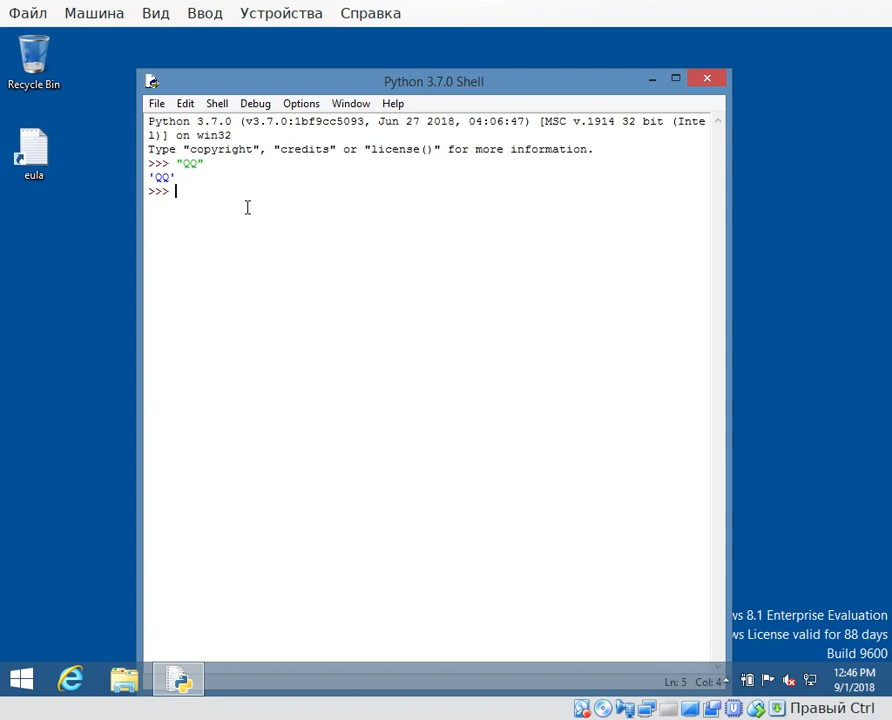 Файл Машина Вид Ввод Устройства Справка
Recycle Bin
eula
Python 3.7.0 Shell
File Edit Shell Debug Options Window Help
Python 3.7.0 (v3.7.0:1bf9cc5093, Jun 27 2018, 04:06:47) [MSC v.1914 32 bit (Inte
l)] on win32
Type "copyright", "credits" or "license()" for more information.
>>> "QQ"
'QQ'
>>>
Ln: 5 Col: 4
ws 8.1 Enterprise Evaluation
ws License valid for 88 days
Build 9600
12:46 PM
9/1/2018
Правый Ctrl